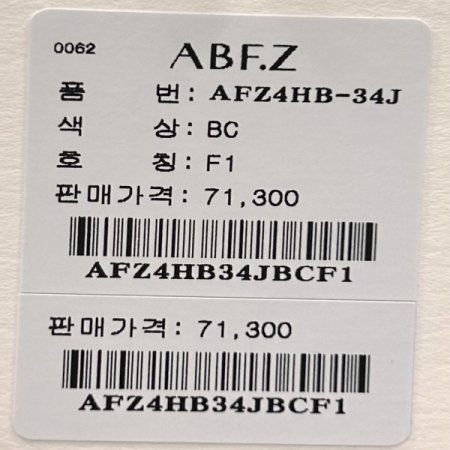 0062 ABF.Z
품 번: AFZ4HB-34J
색 상: BC
호 칭: F1
판매가격: 71,300
AFZ4HB34JBCF1
판매가격: 71,300
AFZ4HB34JBCF1